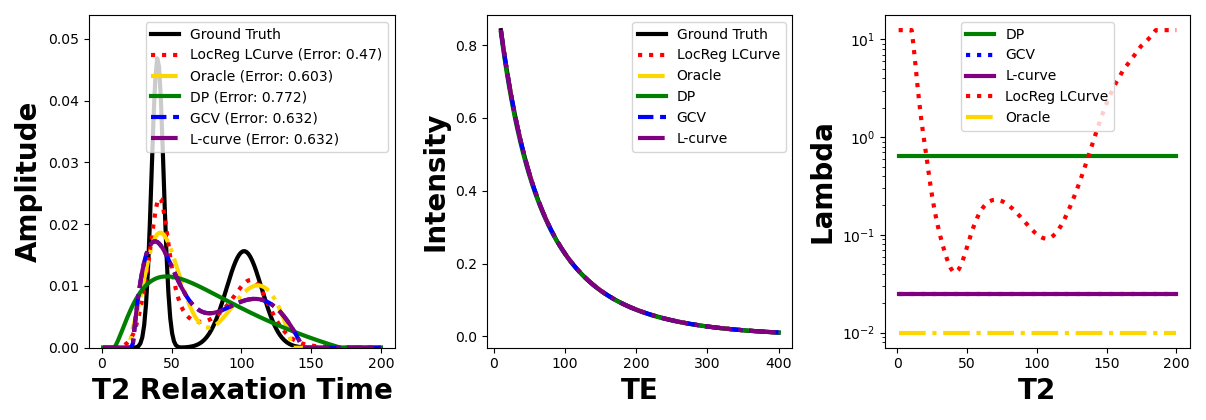 Amplitude
0.05
0.04
0.03
0.02
0.01
0.00
Ground Truth
LocReg LCurve (Error: 0.47)
Oracle (Error: 0.603)
DP (Error: 0.772)
GCV (Error: 0.632)
L-curve (Error: 0.632)
0 50 100 150 200
T2 Relaxation Time
Intensity
0.8
0.6
0.4
0.2
0.0
Ground Truth
LocReg LCurve
Oracle
DP
GCV
L-curve
0 100 200 300 400
TE
Lambda
10¹
10⁰
10⁻¹
10⁻²
DP
GCV
L-curve
LocReg LCurve
Oracle
0 50 100 150 200
T2